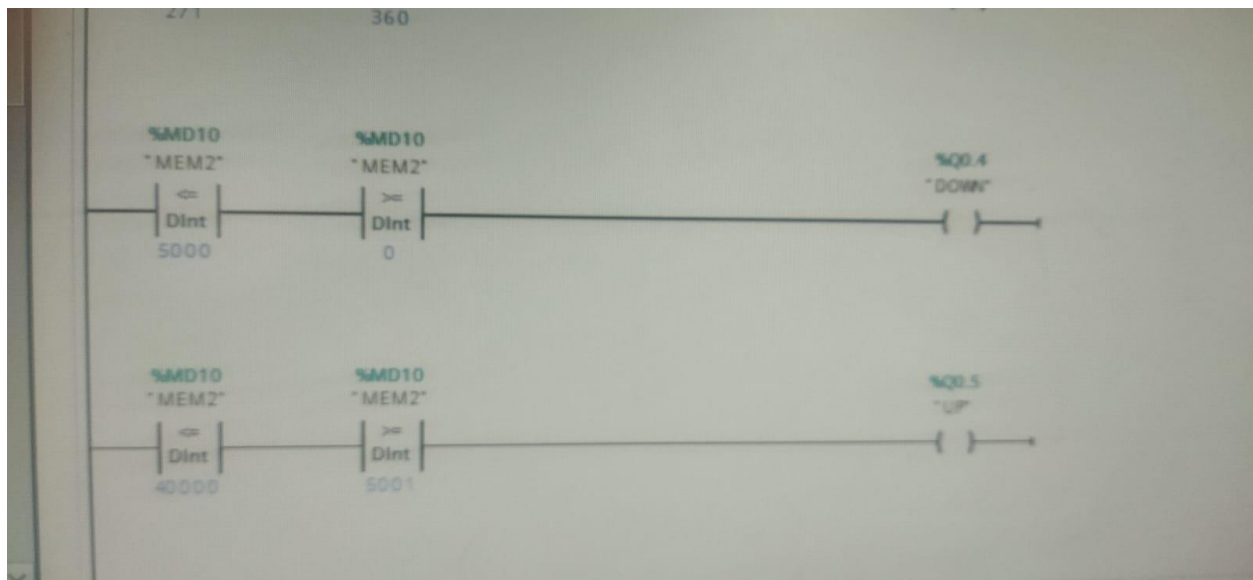 271 360
%MD10 %MD10 %Q0.4
"MEM2" "MEM2" "DOWN"
<= >=
DInt DInt
5000 0
%MD10 %MD10 %Q0.5
"MEM2" "MEM2" "UP"
<= >=
DInt DInt
40000 5001